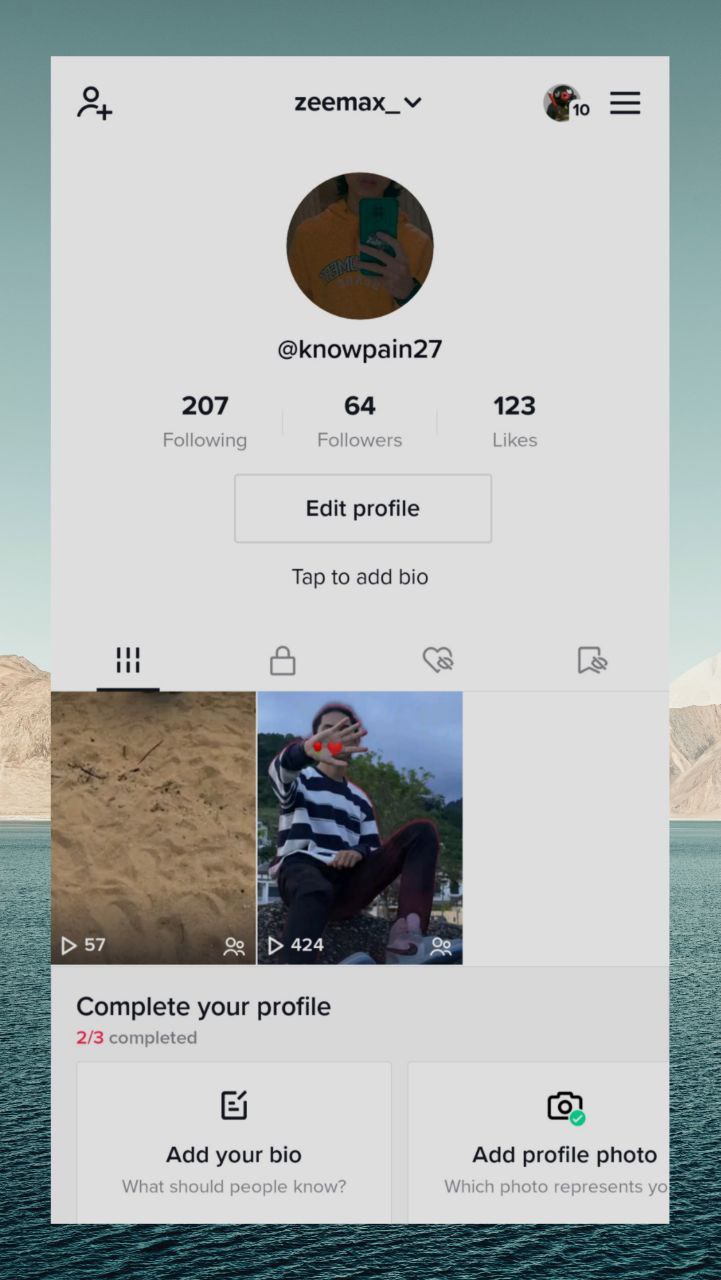 zeemax_
10
@knowpain27
207 64 123
Following Followers Likes
Edit profile
Tap to add bio
57 424
Complete your profile
2/3 completed
Add your bio Add profile photo
What should people know? Which photo represents yo